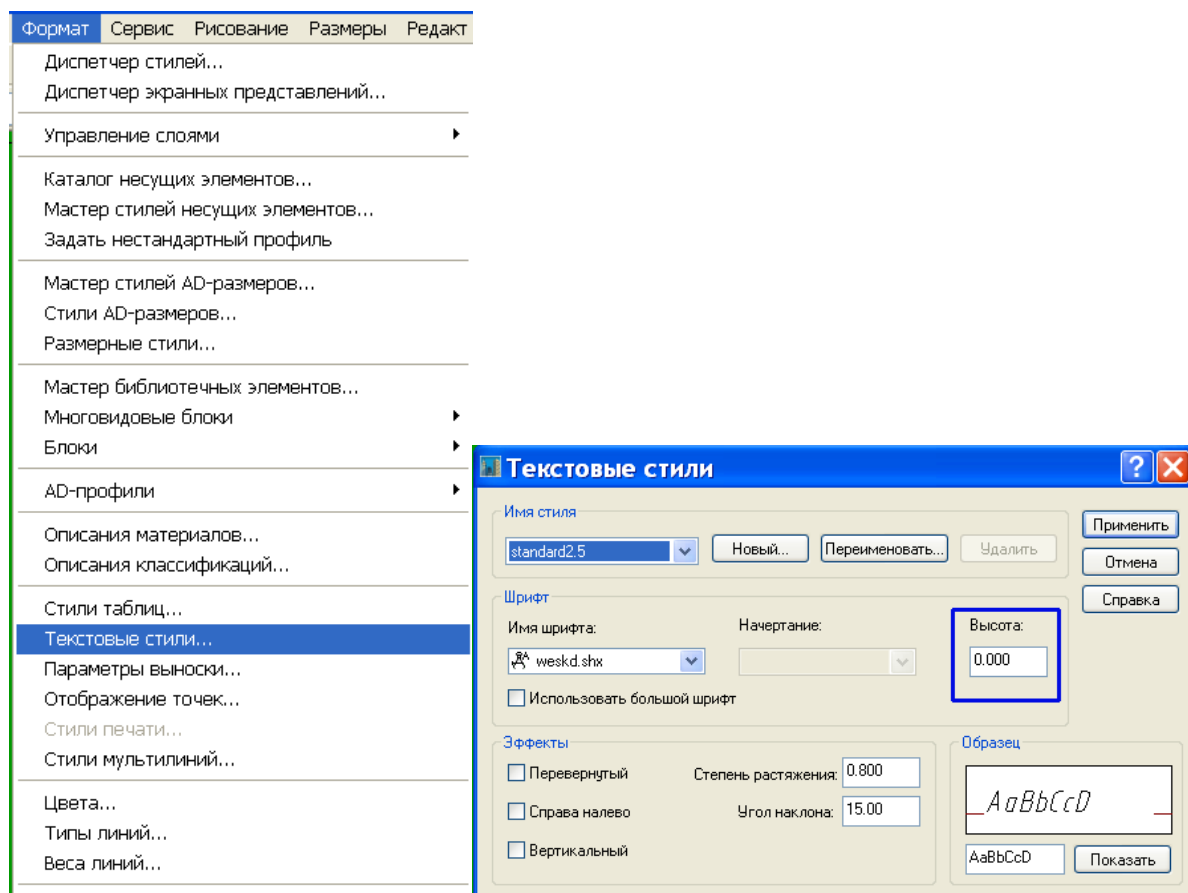 Формат Сервис Рисование Размеры Редакт
Диспетчер стилей...
Диспетчер экранных представлений...
Управление слоями
Каталог несущих элементов...
Мастер стилей несущих элементов...
Задать нестандартный профиль
Мастер стилей AD-размеров...
Стили AD-размеров...
Размерные стили...
Мастер библиотечных элементов...
Многовидовые блоки
Блоки
AD-профили
Описания материалов...
Описания классификаций...
Стили таблиц...
Текстовые стили...
Параметры выноски...
Отображение точек...
Стили печати...
Стили мультилиний...
Цвета...
Типы линий...
Веса линий...
Текстовые стили
Имя стиля
standard2.5 Новый... Переименовать... Удалить
Применить
Отмена
Справка
Шрифт
Имя шрифта: Начертание: Высота:
weskd.shx 0.000
Использовать большой шрифт
Эффекты
Перевернутый Степень растяжения: 0.800
Справа налево Угол наклона: 15.00
Вертикальный
Образец
AaBbCcD
AaBbCcD Показать